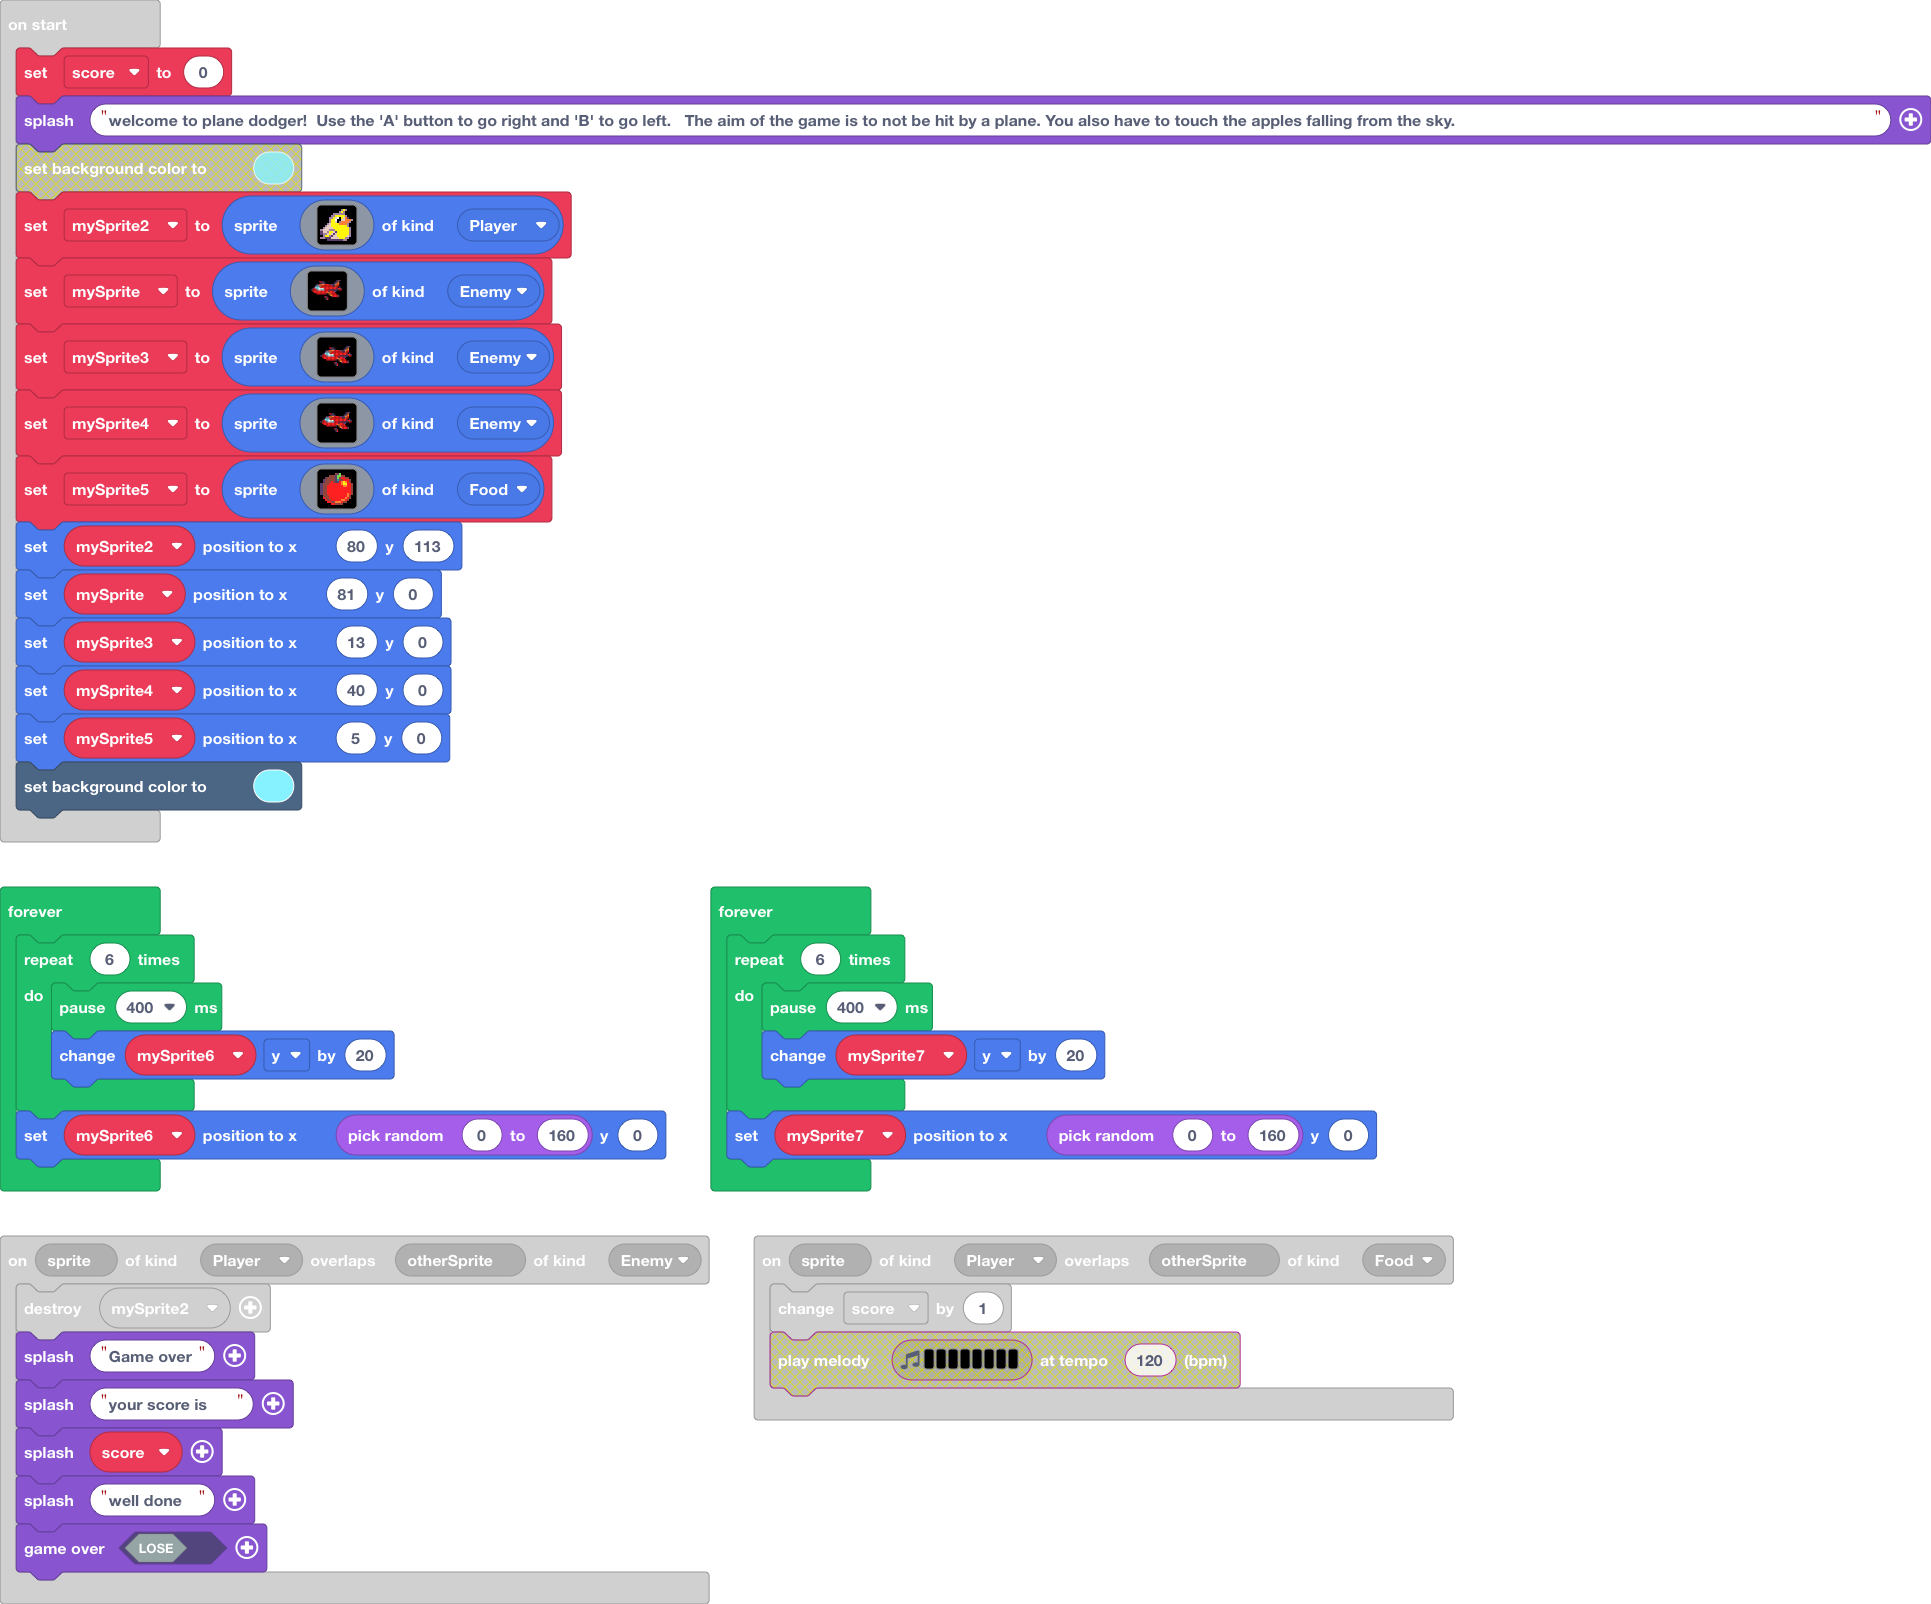 on start
set score to 0
splash "welcome to plane dodger!  Use the 'A' button to go right and 'B' to go left.   The aim of the game is to not be hit by a plane. You also have to touch the apples falling from the sky. "
set background color to
set mySprite2 to sprite of kind Player
set mySprite to sprite of kind Enemy
set mySprite3 to sprite of kind Enemy
set mySprite4 to sprite of kind Enemy
set mySprite5 to sprite of kind Food
set mySprite2 position to x 80 y 113
set mySprite position to x 81 y 0
set mySprite3 position to x 13 y 0
set mySprite4 position to x 40 y 0
set mySprite5 position to x 5 y 0
set background color to
forever
repeat 6 times
do
pause 400 ms
change mySprite6 y by 20
set mySprite6 position to x pick random 0 to 160 y 0
forever
repeat 6 times
do
pause 400 ms
change mySprite7 y by 20
set mySprite7 position to x pick random 0 to 160 y 0
on sprite of kind Player overlaps otherSprite of kind Enemy
destroy mySprite2
splash "Game over "
splash "your score is "
splash score
splash "well done "
game over LOSE
on sprite of kind Player overlaps otherSprite of kind Food
change score by 1
play melody at tempo 120 (bpm)